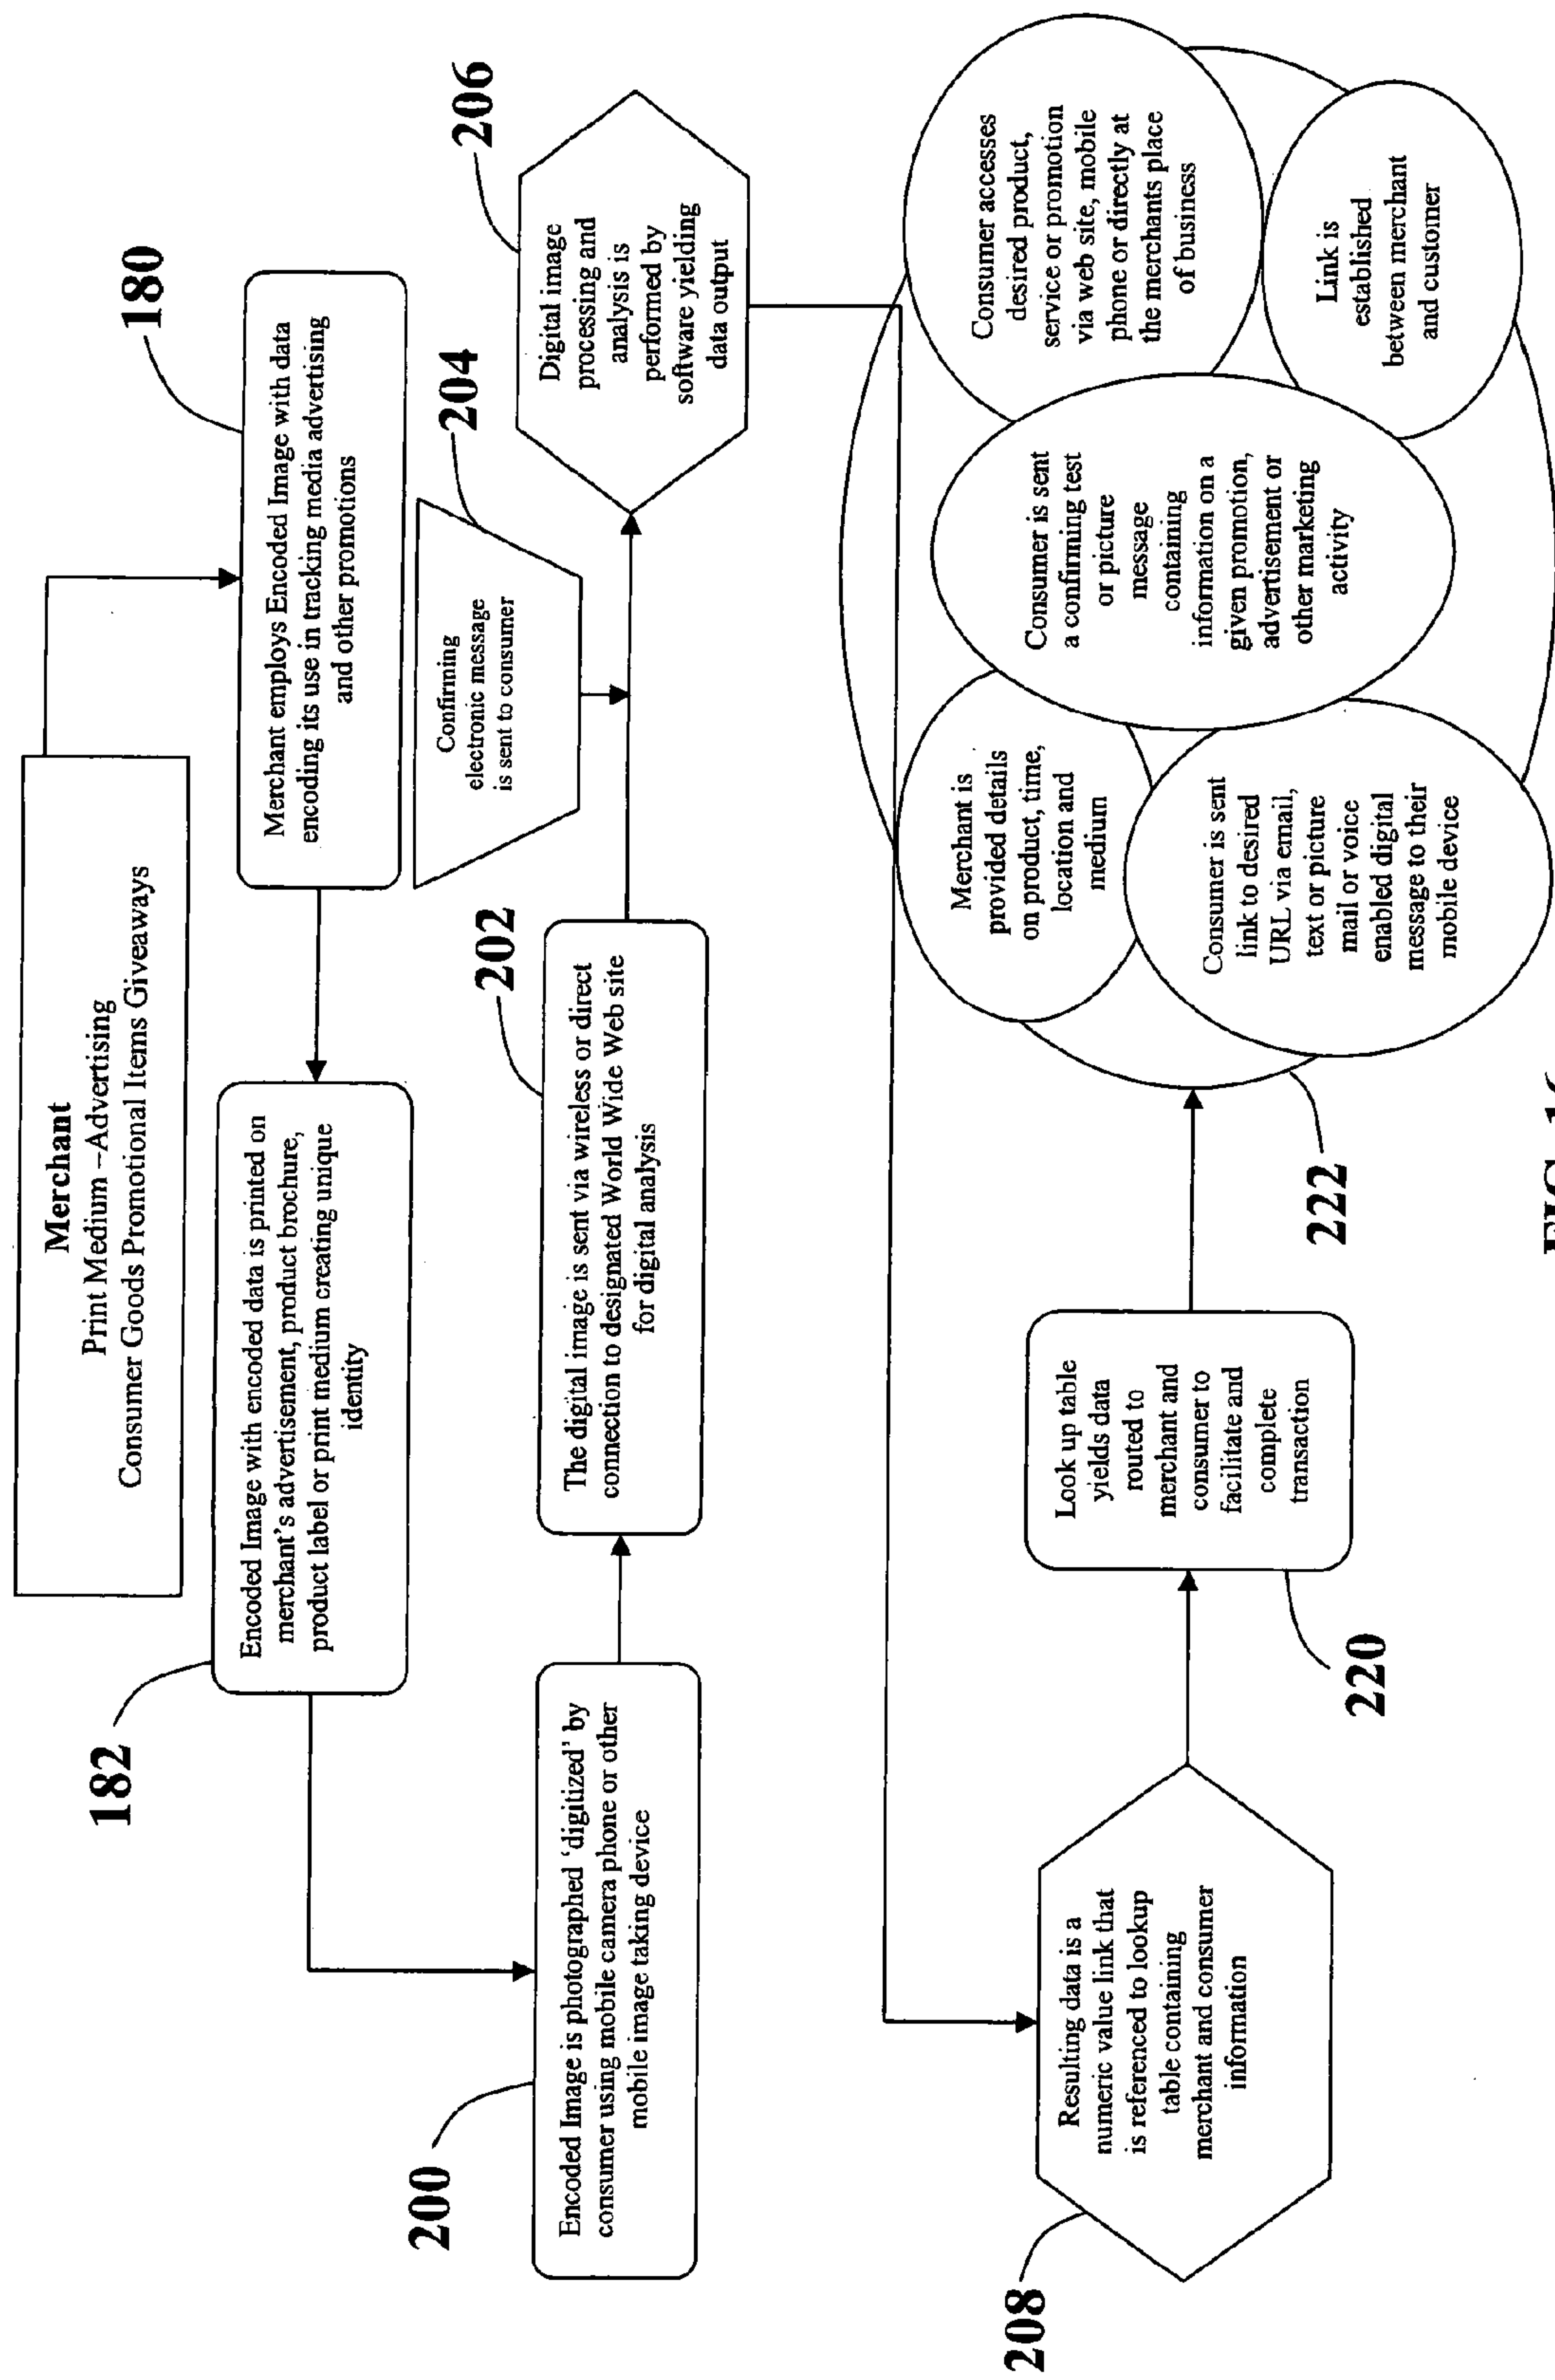 Merchant
Print Medium –Advertising
Consumer Goods Promotional Items Giveaways
180
Merchant employs Encoded Image with data
encoding its use in tracking media advertising
and other promotions
182
Encoded Image with encoded data is printed on
merchant's advertisement, product brochure,
product label or print medium creating unique
identity
200
Encoded Image is photographed 'digitized' by
consumer using mobile camera phone or other
mobile image taking device
202
The digital image is sent via wireless or direct
connection to designated World Wide Web site
for digital analysis
204
Confirming
electronic message
is sent to consumer
206
Digital image
processing and
analysis is
performed by
software yielding
data output
208
Resulting data is a
numeric value link that
is referenced to lookup
table containing
merchant and consumer
information
220
Look up table
yields data
routed to
merchant and
consumer to
facilitate and
complete
transaction
222
Merchant is
provided details
on product, time,
location and
medium
Consumer is sent
link to desired
URL via email,
text or picture
mail or voice
enabled digital
message to their
mobile device
Consumer is sent
a confirming test
or picture
message
containing
information on a
given promotion,
advertisement or
other marketing
activity
Consumer accesses
desired product,
service or promotion
via web site, mobile
phone or directly at
the merchants place
of business
Link is
established
between merchant
and customer